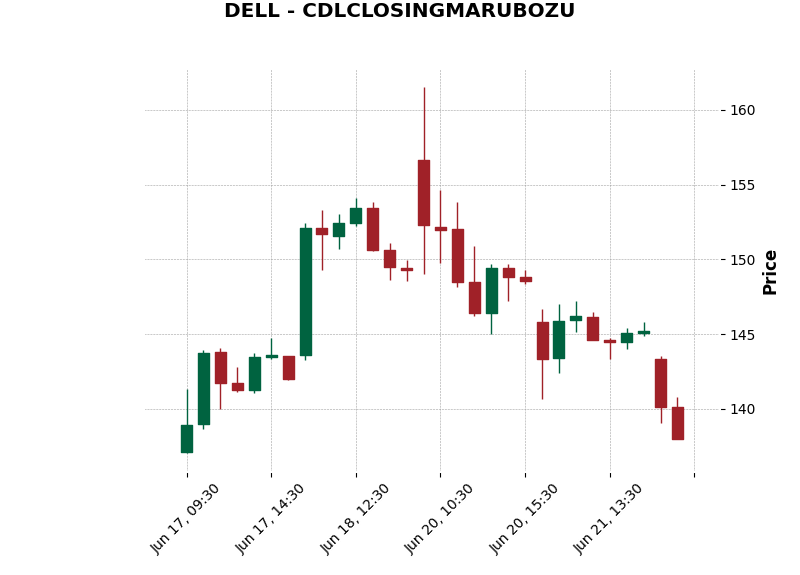 DELL - CDLCLOSINGMARUBOZU
160
155
150
145
140
Price
Jun 17, 09:30
Jun 17, 14:30
Jun 18, 12:30
Jun 20, 10:30
Jun 20, 15:30
Jun 21, 13:30